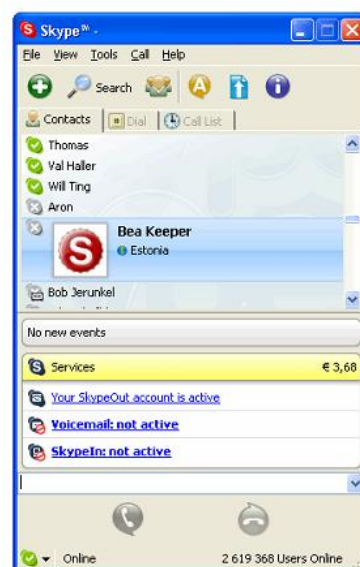 Skype™ -
File View Tools Call Help
Search
Contacts Dial Call List
Thomas
Val Haller
Will Ting
Aron
Bea Keeper
Estonia
Bob Jerunkel
No new events
Services € 3,68
Your SkypeOut account is active
Voicemail: not active
SkypeIn: not active
Online 2 619 368 Users Online